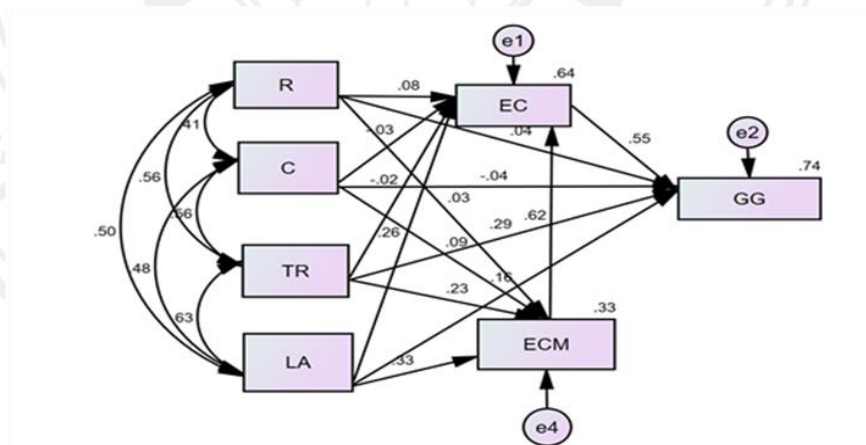 e1
.64
R
.08
EC
.41
-.03
.04
.55
e2
.74
C
.56
-.02
-.04
GG
.56
.03
.50
.26
.29
.62
.09
.48
TR
.16
.23
.33
.63
ECM
LA
.33
e4